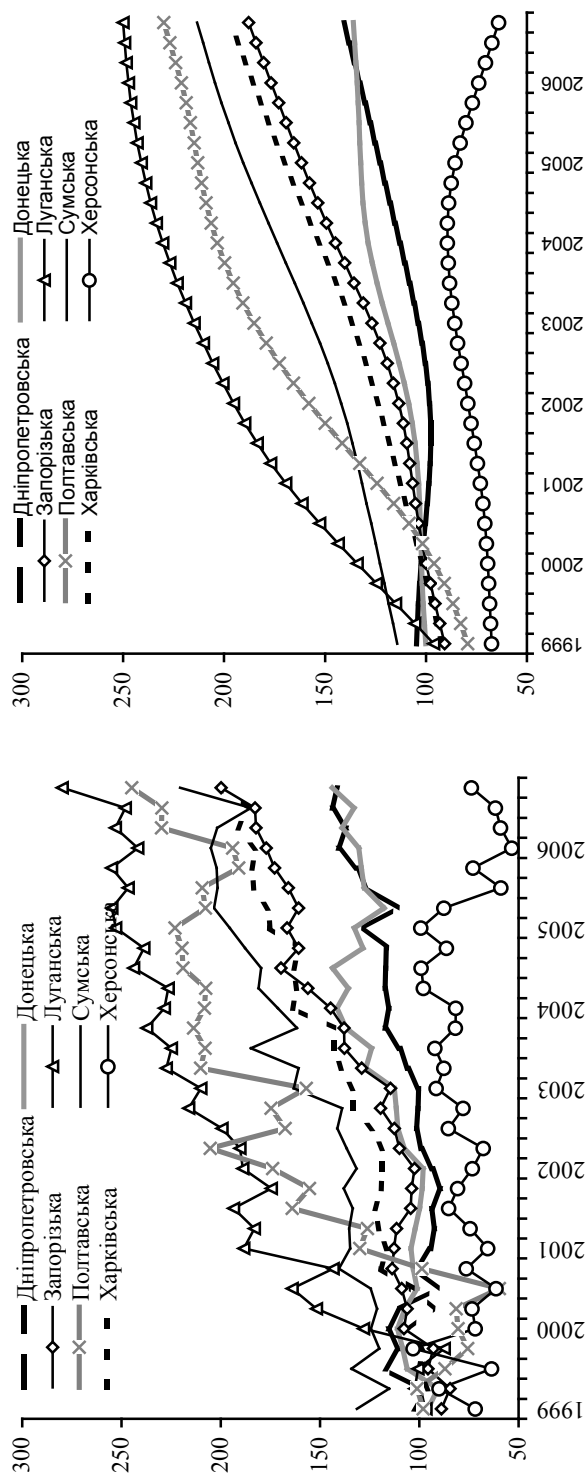 300
250
200
150
100
50
Дніпропетровська
Донецька
Запорізька
Луганська
Полтавська
Сумська
Харківська
Херсонська
1999
2000
2001
2002
2003
2004
2005
2006
300
250
200
150
100
50
Дніпропетровська
Донецька
Запорізька
Луганська
Полтавська
Сумська
Харківська
Херсонська
1999
2000
2001
2002
2003
2004
2005
2006